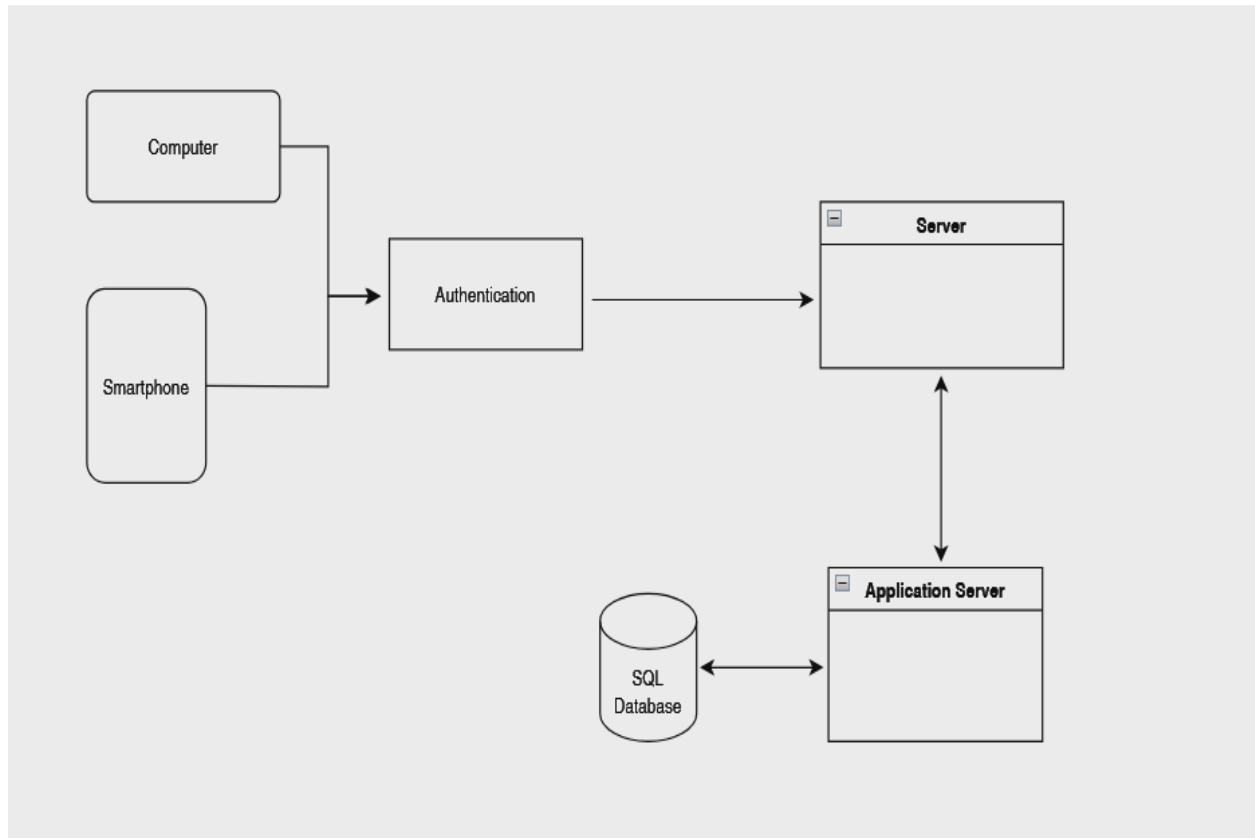 Computer
Authentication
Server
Smartphone
Application Server
SQL
Database